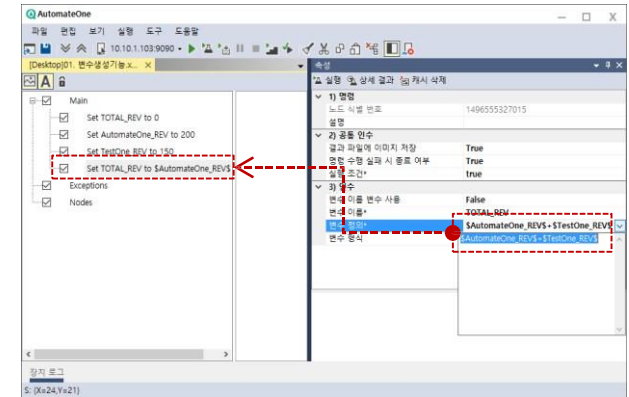 AutomateOne
파일 편집 보기 실행 도구 도움말
10.10.1.103:9090
[Desktop]01. 변수생성기능.x...
A
Main
Set TOTAL_REV to 0
Set AutomateOne_REV to 200
Set TestOne_REV to 150
Set TOTAL_REV to $AutomateOne_REV$
Exceptions
Nodes
속성
실행 상세 결과 캐시 삭제
1) 명령
노드 식별 번호 1496555327015
설명
2) 공통 인수
결과 파일에 이미지 저장 True
명령 수행 실패 시 종료 여부 True
실행 조건* true
3) 인수
변수 이름 변수 사용 False
변수 이름* TOTAL_REV
변수 정의* $AutomateOne_REV$+$TestOne_REV$
변수 형식 $AutomateOne_REV$+$TestOne_REV$
장치 로그
S: {X=24,Y=21}